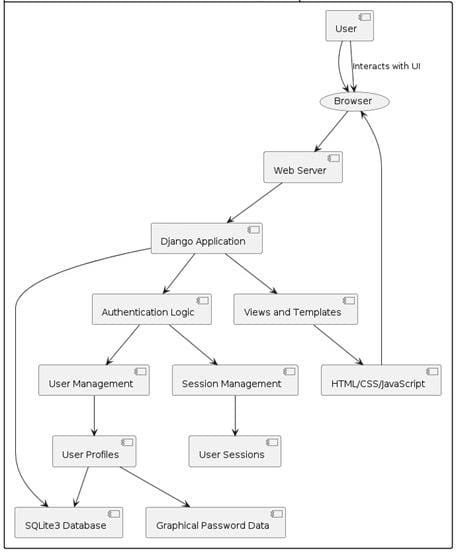 User
Interacts with UI
Browser
Web Server
Django Application
Authentication Logic
Views and Templates
User Management
Session Management
HTML/CSS/JavaScript
User Profiles
User Sessions
SQLite3 Database
Graphical Password Data